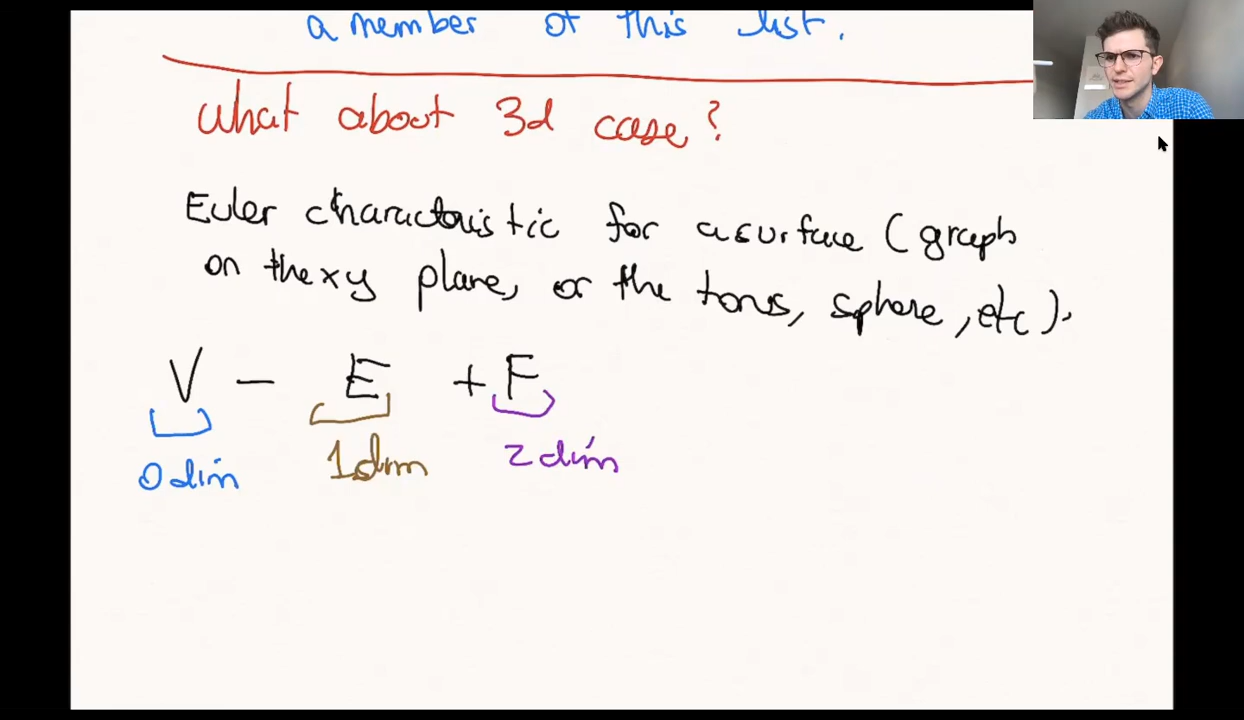 a member of this list.
What about 3d case?
Euler characteristic for a surface (graph
on the xy plane, or the torus, sphere, etc).
V - E + F
0 dim 1 dim 2 dim